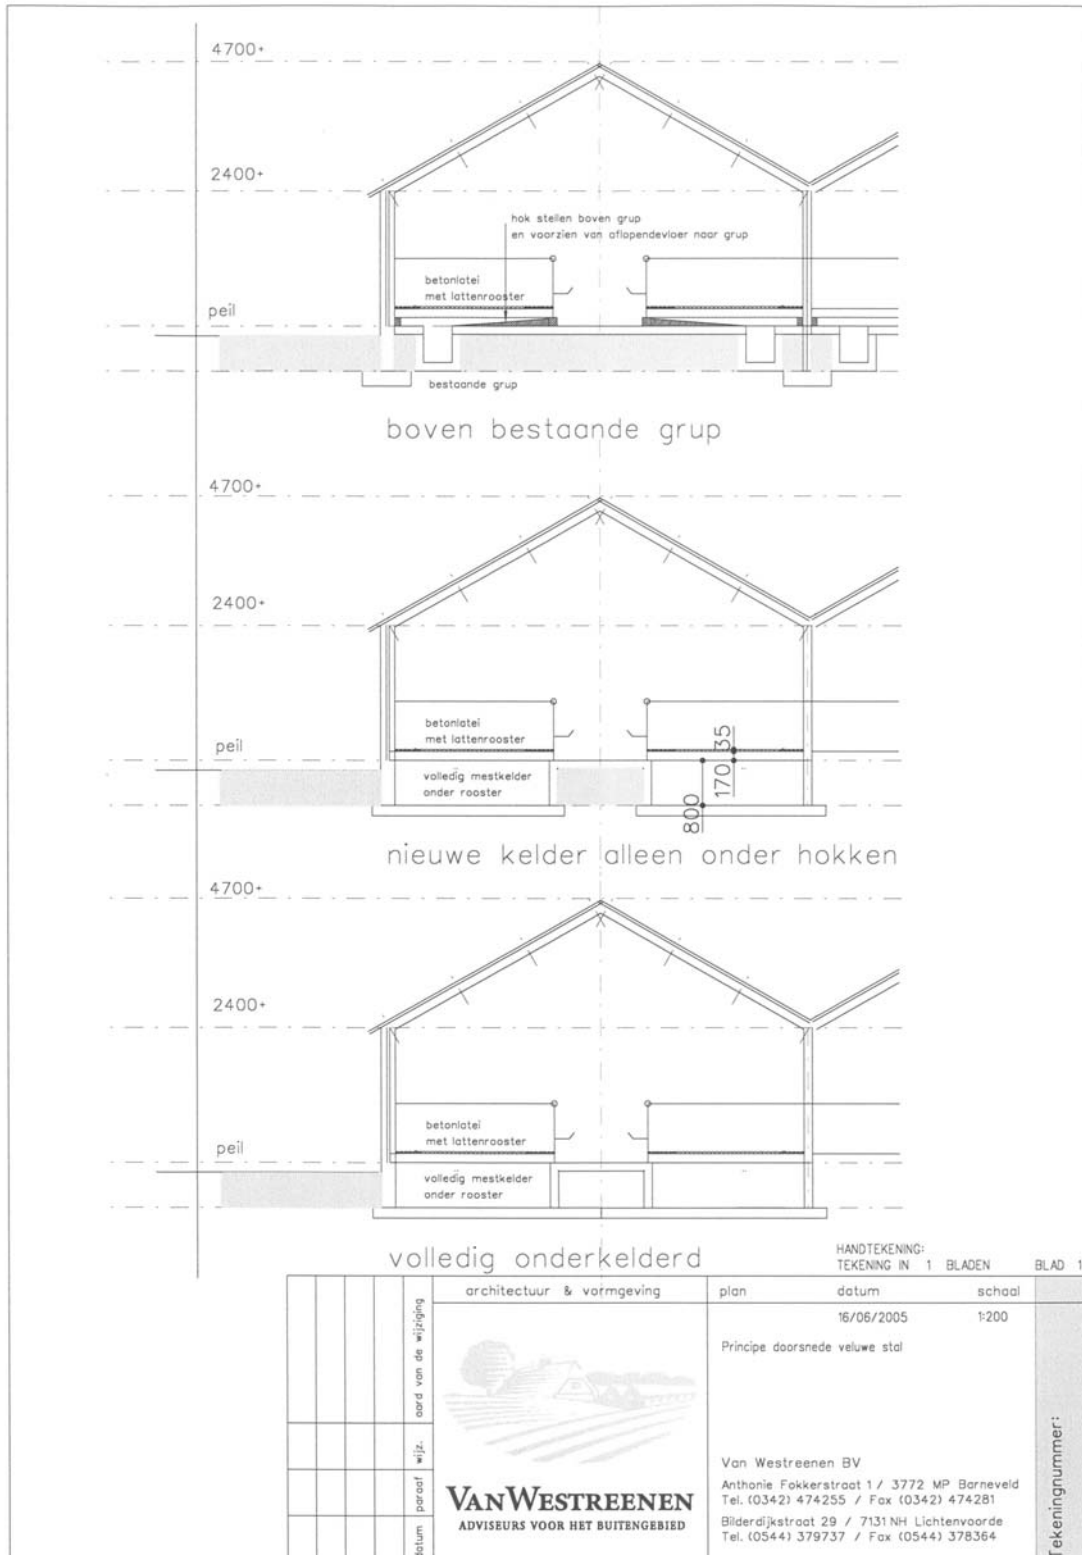 4700+
2400+
hok stellen boven grup
en voorzien van aflopendevloer naar grup
betonlatei
met lattenrooster
peil
bestaande grup
boven bestaande grup
4700+
2400+
betonlatei
met lattenrooster
peil
volledig mestkelder
onder rooster
35
170
800
nieuwe kelder alleen onder hokken
4700+
2400+
betonlatei
met lattenrooster
peil
volledig mestkelder
onder rooster
volledig onderkelderd
HANDTEKENING:
TEKENING IN 1 BLADEN BLAD 1
architectuur & vormgeving
plan datum schaal
16/06/2005 1:200
Principe doorsnede veluwe stal
aard van de wijziging
wijz.
paraaf
datum
VANWESTREENEN
ADVISEURS VOOR HET BUITENGEBIED
Van Westreenen BV
Anthonie Fokkerstraat 1 / 3772 MP Barneveld
Tel. (0342) 474255 / Fax (0342) 474281
Bilderdijkstraat 29 / 7131 NH Lichtenvoorde
Tel. (0544) 379737 / Fax (0544) 378364
Tekeningnummer: